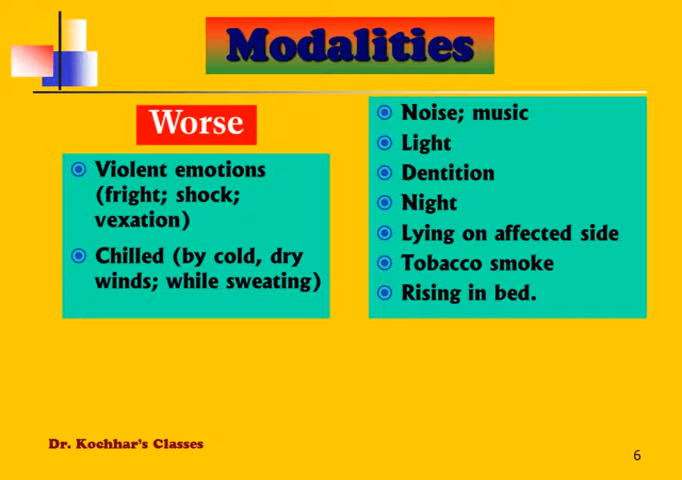 Modalities
Worse
Violent emotions
(fright; shock;
vexation)
Chilled (by cold, dry
winds; while sweating)
Noise; music
Light
Dentition
Night
Lying on affected side
Tobacco smoke
Rising in bed.
Dr. Kochhar's Classes
6